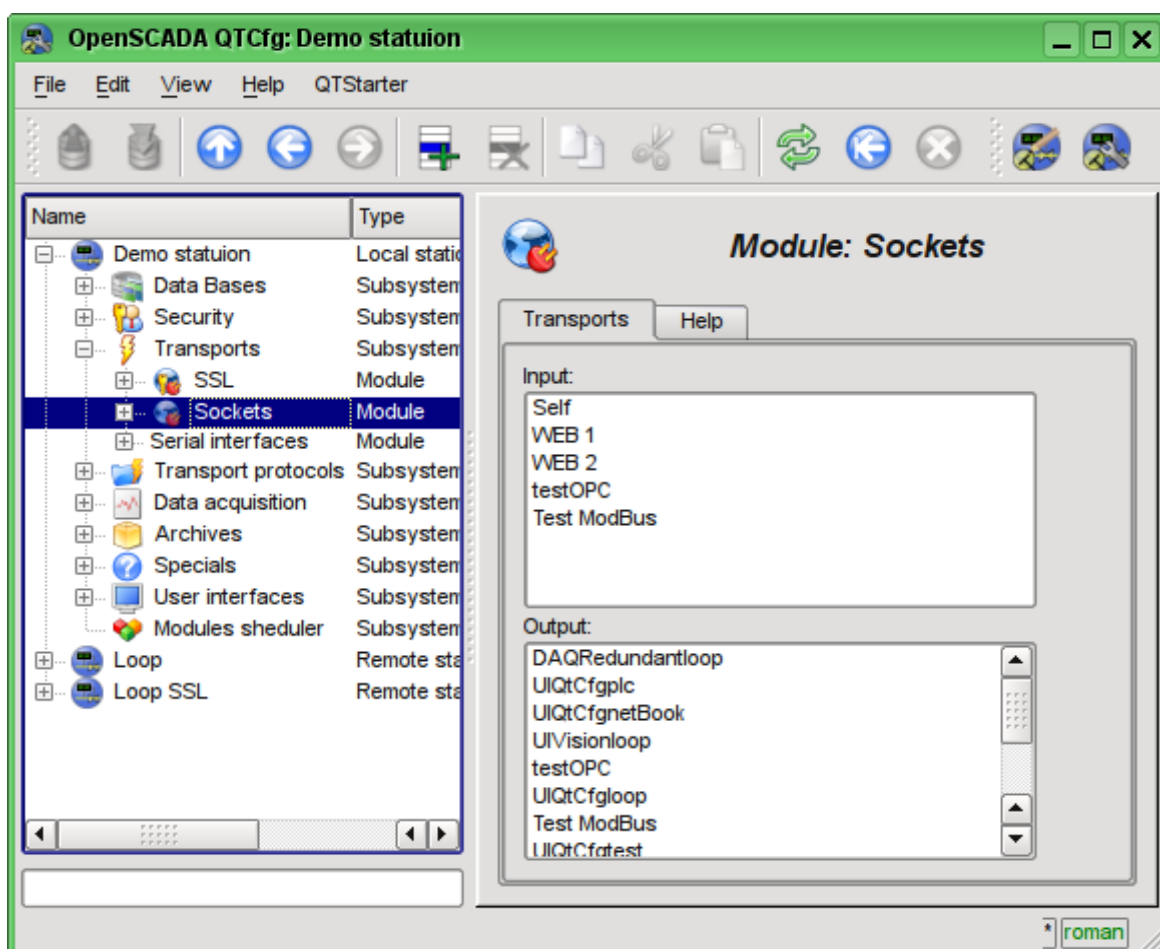 OpenSCADA QTCfg: Demo statuion
File Edit View Help QTStarter
Name Type
Demo statuion Local static
Data Bases Subsystem
Security Subsystem
Transports Subsystem
SSL Module
Sockets Module
Serial interfaces Module
Transport protocols Subsystem
Data acquisition Subsystem
Archives Subsystem
Specials Subsystem
User interfaces Subsystem
Modules sheduler Subsystem
Loop Remote sta
Loop SSL Remote sta
Module: Sockets
Transports Help
Input:
Self
WEB 1
WEB 2
testOPC
Test ModBus
Output:
DAQRedundantloop
UIQtCfgplc
UIQtCfgnetBook
UIVisionloop
testOPC
UIQtCfgloop
Test ModBus
UIQtCfgtest
* roman